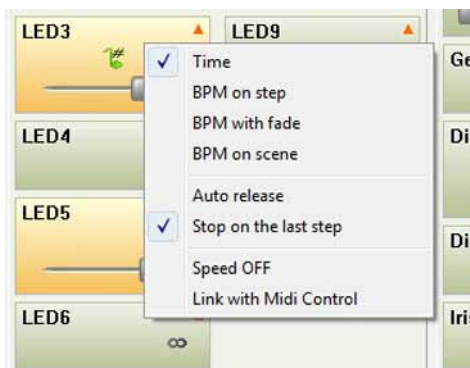 LED3
LED9
Ge
Time
BPM on step
BPM with fade
BPM on scene
LED4
Di
Auto release
LED5
Stop on the last step
Di
Speed OFF
Link with Midi Control
LED6
Iri